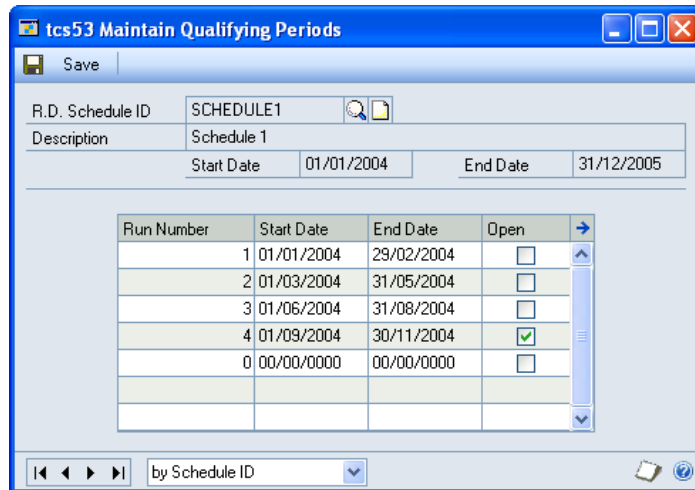 tcs53 Maintain Qualifying Periods
Save
R.D. Schedule ID SCHEDULE1
Description Schedule 1
Start Date 01/01/2004 End Date 31/12/2005
Run Number Start Date End Date Open
1 01/01/2004 29/02/2004
2 01/03/2004 31/05/2004
3 01/06/2004 31/08/2004
4 01/09/2004 30/11/2004
0 00/00/0000 00/00/0000
by Schedule ID